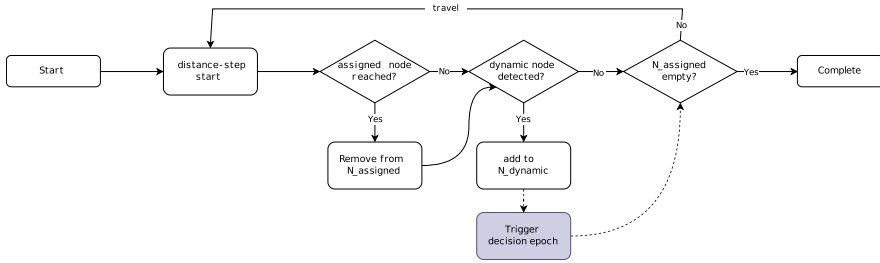 travel
No
Start
distance-step
start
assigned node
reached?
No
dynamic node
detected?
No
N_assigned
empty?
Yes
Complete
Yes
Yes
Remove from
N_assigned
add to
N_dynamic
Trigger
decision epoch